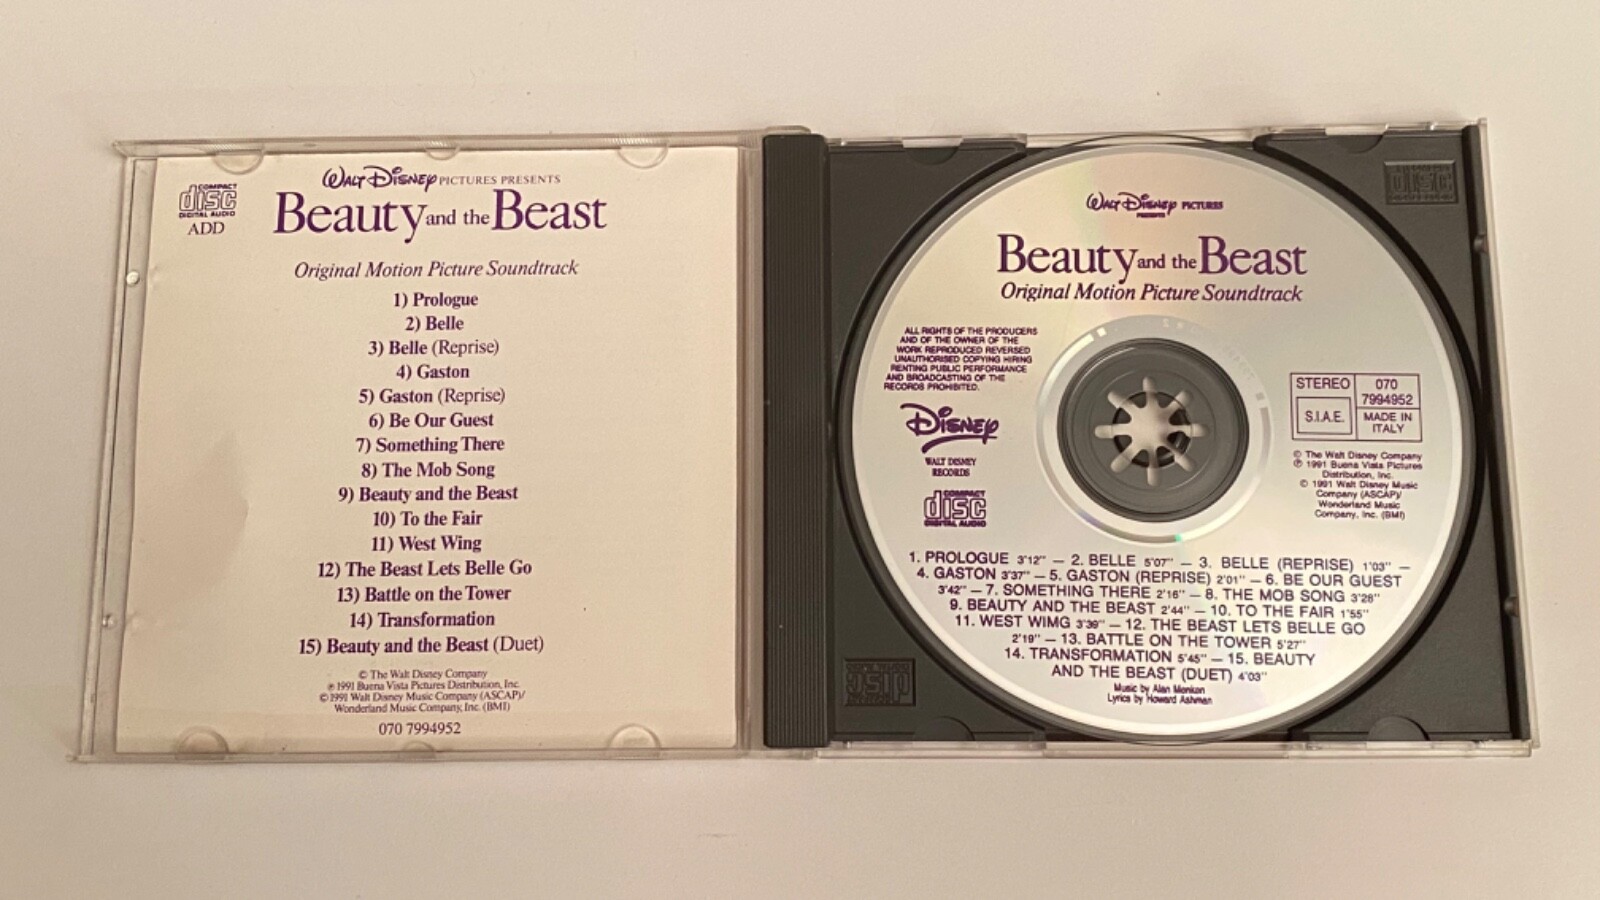 COMPACT
disc
DIGITAL AUDIO
ADD
WALT DISNEY PICTURES PRESENTS
Beauty and the Beast
Original Motion Picture Soundtrack
1) Prologue
2) Belle
3) Belle (Reprise)
4) Gaston
5) Gaston (Reprise)
6) Be Our Guest
7) Something There
8) The Mob Song
9) Beauty and the Beast
10) To the Fair
11) West Wing
12) The Beast Lets Belle Go
13) Battle on the Tower
14) Transformation
15) Beauty and the Beast (Duet)
© The Walt Disney Company
℗ 1991 Buena Vista Pictures Distribution, Inc.
© 1991 Walt Disney Music Company (ASCAP)/
Wonderland Music Company, Inc. (BMI)
070 7994952
WALT DISNEY PICTURES
PRESENTS
Beauty and the Beast
Original Motion Picture Soundtrack
ALL RIGHTS OF THE PRODUCERS
AND OF THE OWNER OF THE
WORK REPRODUCED REVERSED
UNAUTHORISED COPYING HIRING
RENTING PUBLIC PERFORMANCE
AND BROADCASTING OF THE
RECORDS PROHIBITED.
DISNEY
WALT DISNEY
RECORDS
COMPACT
disc
DIGITAL AUDIO
STEREO
070
7994952
S.I.A.E.
MADE IN
ITALY
© The Walt Disney Company
℗ 1991 Buena Vista Pictures
Distribution, Inc.
© 1991 Walt Disney Music
Company (ASCAP)/
Wonderland Music
Company, Inc. (BMI)
1. PROLOGUE 3'12" – 2. BELLE 5'07" – 3. BELLE (REPRISE) 1'03" –
4. GASTON 3'37" – 5. GASTON (REPRISE) 2'01" – 6. BE OUR GUEST
3'42" – 7. SOMETHING THERE 2'16" – 8. THE MOB SONG 3'28"
9. BEAUTY AND THE BEAST 2'44" – 10. TO THE FAIR 1'55"
11. WEST WIMG 3'39" – 12. THE BEAST LETS BELLE GO
2'19" – 13. BATTLE ON THE TOWER 5'27"
14. TRANSFORMATION 5'45" – 15. BEAUTY
AND THE BEAST (DUET) 4'03"
Music by Alan Menken
Lyrics by Howard Ashman
disc
disc